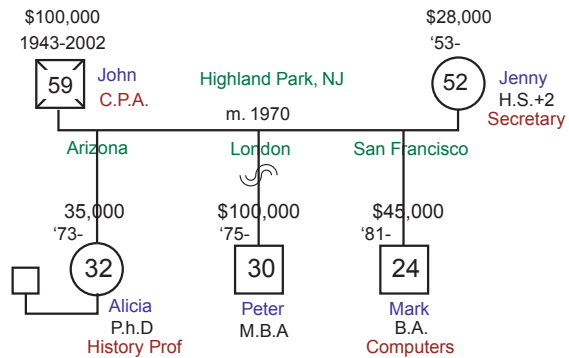 $100,000
$28,000
1943-2002
'53-
59
John
Highland Park, NJ
52
Jenny
C.P.A.
H.S.+2
m. 1970
Secretary
Arizona
London
San Francisco
35,000
$100,000
$45,000
'73-
'75-
'81-
32
30
24
Alicia
Peter
Mark
P.h.D
M.B.A
B.A.
History Prof
Computers